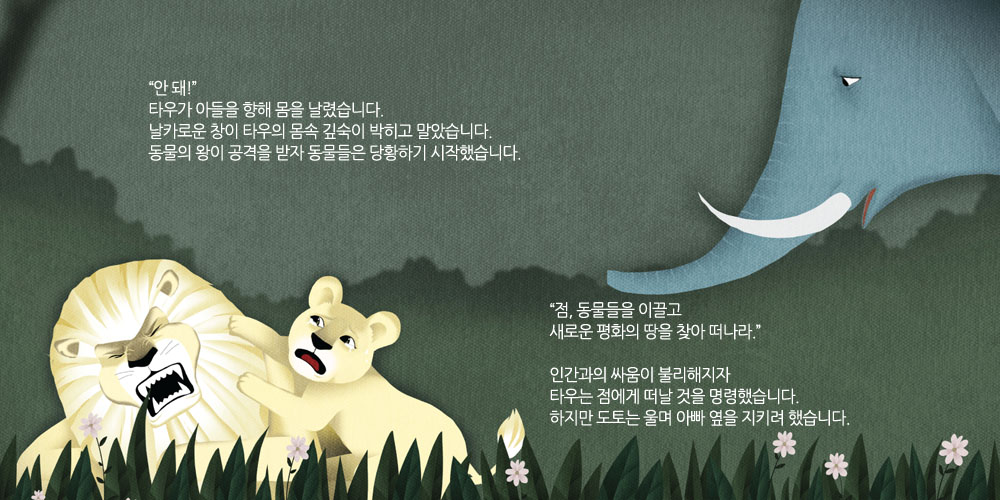 “안 돼!”
타우가 아들을 향해 몸을 날렸습니다.
날카로운 창이 타우의 몸속 깊숙이 박히고 말았습니다.
동물의 왕이 공격을 받자 동물들은 당황하기 시작했습니다.
“점, 동물들을 이끌고
새로운 평화의 땅을 찾아 떠나라.”
인간과의 싸움이 불리해지자
타우는 점에게 떠날 것을 명령했습니다.
하지만 도토는 울며 아빠 옆을 지키려 했습니다.